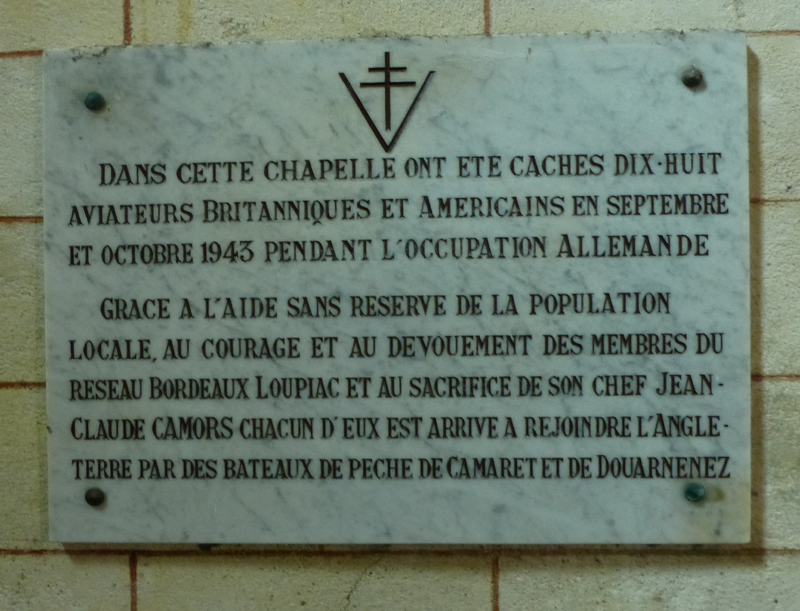 DANS CETTE CHAPELLE ONT ETE CACHES DIX-HUIT
AVIATEURS BRITANNIQUES ET AMERICAINS EN SEPTEMBRE
ET OCTOBRE 1943 PENDANT L'OCCUPATION ALLEMANDE
GRACE A L'AIDE SANS RESERVE DE LA POPULATION
LOCALE, AU COURAGE ET AU DEVOUEMENT DES MEMBRES DU
RESEAU BORDEAUX LOUPIAC ET AU SACRIFICE DE SON CHEF JEAN-
CLAUDE CAMORS CHACUN D'EUX EST ARRIVE A REJOINDRE L'ANGLE-
TERRE PAR DES BATEAUX DE PECHE DE CAMARET ET DE DOUARNENEZ